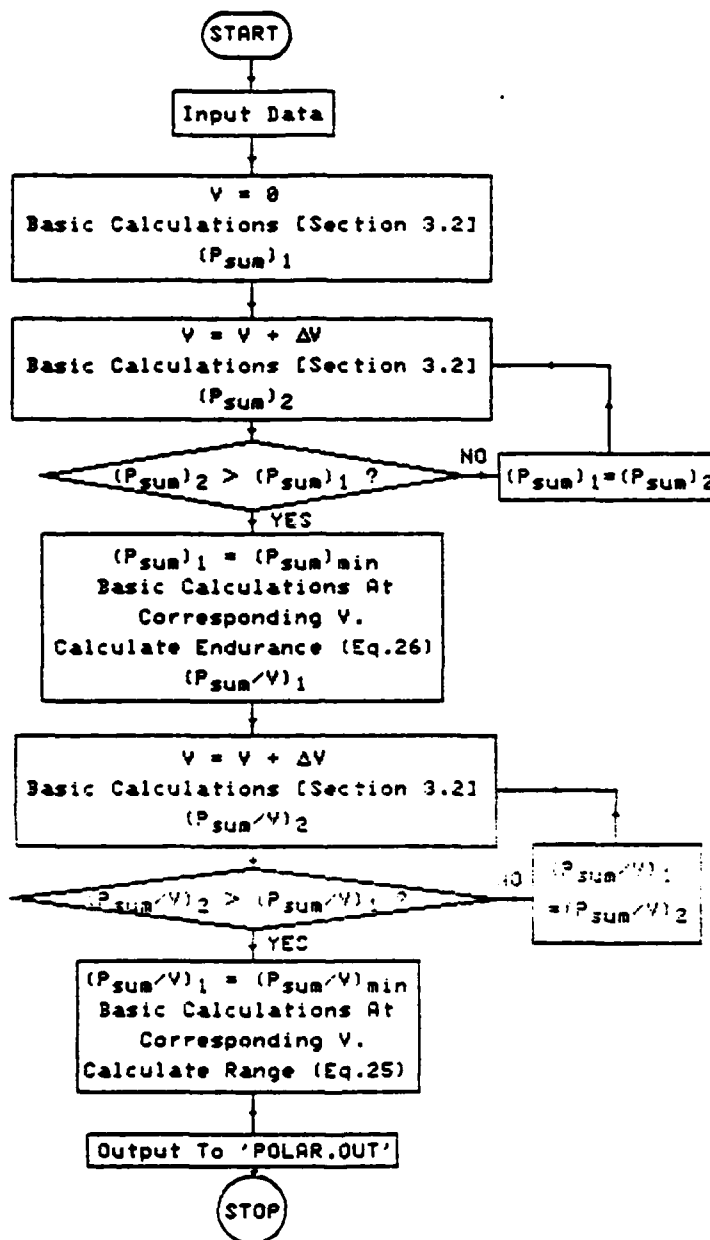 START
Input Data
V = 0
Basic Calculations [Section 3.2]
(Psum)1
V = V + ΔV
Basic Calculations [Section 3.2]
(Psum)2
(Psum)2 > (Psum)1 ?
NO
(Psum)1=(Psum)2
YES
(Psum)1 = (Psum)min
Basic Calculations At
Corresponding V.
Calculate Endurance (Eq.26)
(Psum/V)1
V = V + ΔV
Basic Calculations [Section 3.2]
(Psum/V)2
(Psum/V)2 > (Psum/V)1 ?
NO
(Psum/V)1
=(Psum/V)2
YES
(Psum/V)1 = (Psum/V)min
Basic Calculations At
Corresponding V.
Calculate Range (Eq.25)
Output To 'POLAR.OUT'
STOP